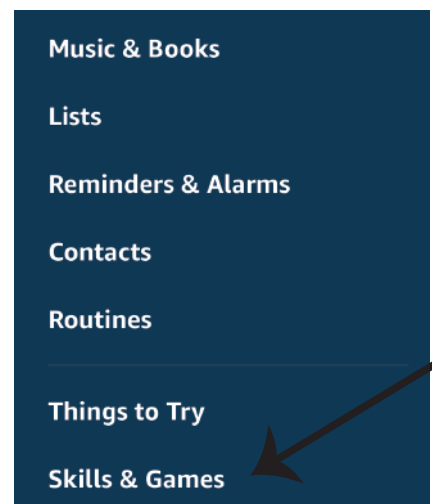 Music & Books
Lists
Reminders & Alarms
Contacts
Routines
Things to Try
Skills & Games